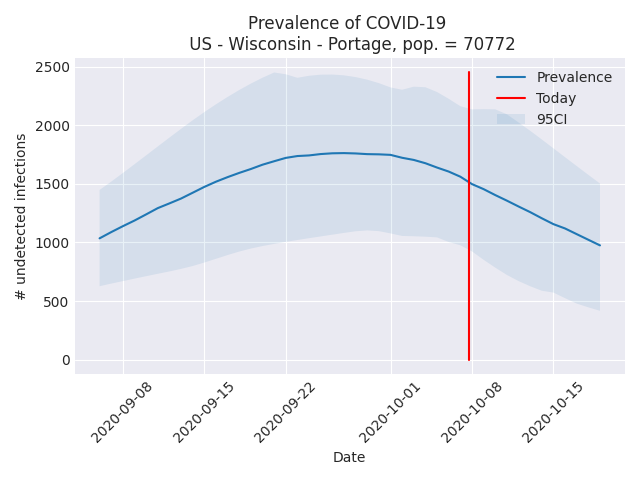 Prevalence of COVID-19
US - Wisconsin - Portage, pop. = 70772
Prevalence
Today
95CI
# undetected infections
2500
2000
1500
1000
500
0
2020-09-08
2020-09-15
2020-09-22
2020-10-01
2020-10-08
2020-10-15
Date